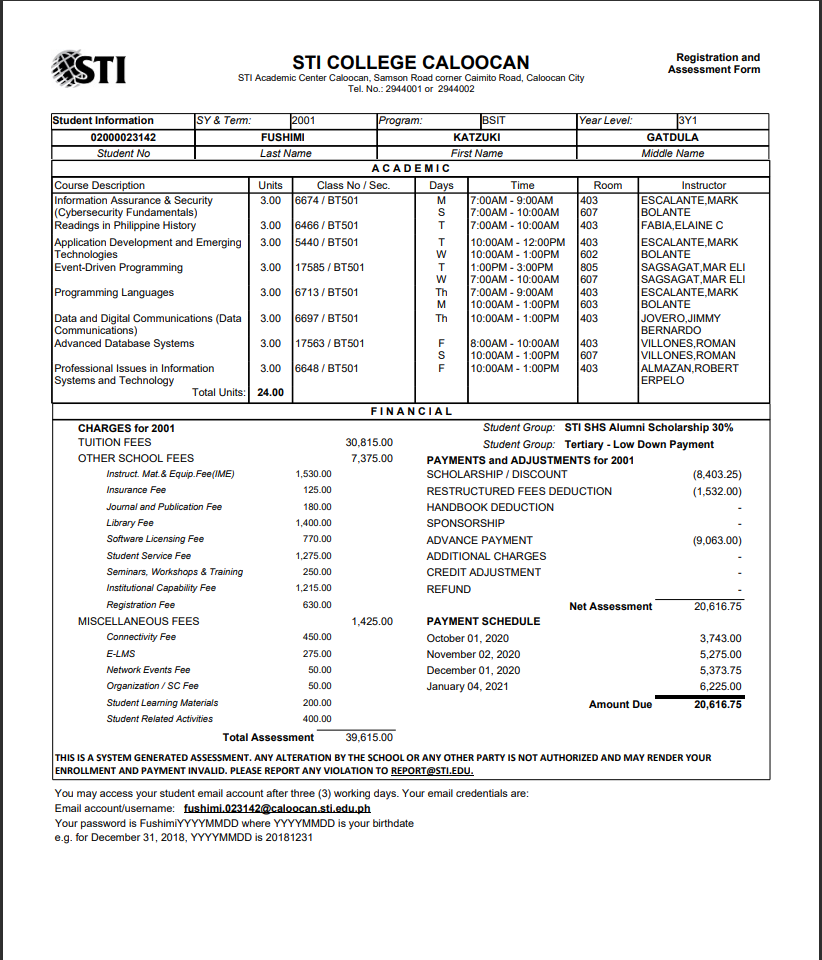 STI
STI COLLEGE CALOOCAN
STI Academic Center Caloocan, Samson Road corner Caimito Road, Caloocan City
Tel. No.: 2944001 or 2944002
Registration and
Assessment Form
Student Information SY & Term: 2001 Program: BSIT Year Level: 3Y1
02000023142 FUSHIMI KATZUKI GATDULA
Student No Last Name First Name Middle Name
A C A D E M I C
Course Description Units Class No / Sec. Days Time Room Instructor
Information Assurance & Security 3.00 6674 / BT501 M 7:00AM - 9:00AM 403 ESCALANTE,MARK
(Cybersecurity Fundamentals) S 7:00AM - 10:00AM 607 BOLANTE
Readings in Philippine History 3.00 6466 / BT501 T 7:00AM - 10:00AM 403 FABIA,ELAINE C
Application Development and Emerging 3.00 5440 / BT501 T 10:00AM - 12:00PM 403 ESCALANTE,MARK
Technologies W 10:00AM - 1:00PM 602 BOLANTE
Event-Driven Programming 3.00 17585 / BT501 T 1:00PM - 3:00PM 805 SAGSAGAT,MAR ELI
W 7:00AM - 10:00AM 607 SAGSAGAT,MAR ELI
Programming Languages 3.00 6713 / BT501 Th 7:00AM - 9:00AM 403 ESCALANTE,MARK
M 10:00AM - 1:00PM 603 BOLANTE
Data and Digital Communications (Data 3.00 6697 / BT501 Th 10:00AM - 1:00PM 403 JOVERO,JIMMY
Communications) BERNARDO
Advanced Database Systems 3.00 17563 / BT501 F 8:00AM - 10:00AM 403 VILLONES,ROMAN
S 10:00AM - 1:00PM 607 VILLONES,ROMAN
Professional Issues in Information 3.00 6648 / BT501 F 10:00AM - 1:00PM 403 ALMAZAN,ROBERT
Systems and Technology ERPELO
Total Units: 24.00
F I N A N C I A L
CHARGES for 2001
TUITION FEES 30,815.00
OTHER SCHOOL FEES 7,375.00
Instruct. Mat.& Equip.Fee(IME) 1,530.00
Insurance Fee 125.00
Journal and Publication Fee 180.00
Library Fee 1,400.00
Software Licensing Fee 770.00
Student Service Fee 1,275.00
Seminars, Workshops & Training 250.00
Institutional Capability Fee 1,215.00
Registration Fee 630.00
MISCELLANEOUS FEES 1,425.00
Connectivity Fee 450.00
E-LMS 275.00
Network Events Fee 50.00
Organization / SC Fee 50.00
Student Learning Materials 200.00
Student Related Activities 400.00
Total Assessment 39,615.00
Student Group: STI SHS Alumni Scholarship 30%
Student Group: Tertiary - Low Down Payment
PAYMENTS and ADJUSTMENTS for 2001
SCHOLARSHIP / DISCOUNT (8,403.25)
RESTRUCTURED FEES DEDUCTION (1,532.00)
HANDBOOK DEDUCTION -
SPONSORSHIP -
ADVANCE PAYMENT (9,063.00)
ADDITIONAL CHARGES -
CREDIT ADJUSTMENT -
REFUND -
Net Assessment 20,616.75
PAYMENT SCHEDULE
October 01, 2020 3,743.00
November 02, 2020 5,275.00
December 01, 2020 5,373.75
January 04, 2021 6,225.00
Amount Due 20,616.75
THIS IS A SYSTEM GENERATED ASSESSMENT. ANY ALTERATION BY THE SCHOOL OR ANY OTHER PARTY IS NOT AUTHORIZED AND MAY RENDER YOUR
ENROLLMENT AND PAYMENT INVALID. PLEASE REPORT ANY VIOLATION TO REPORT@STI.EDU.
You may access your student email account after three (3) working days. Your email credentials are:
Email account/username: fushimi.023142@caloocan.sti.edu.ph
Your password is FushimiYYYYMMDD where YYYYMMDD is your birthdate
e.g. for December 31, 2018, YYYYMMDD is 20181231